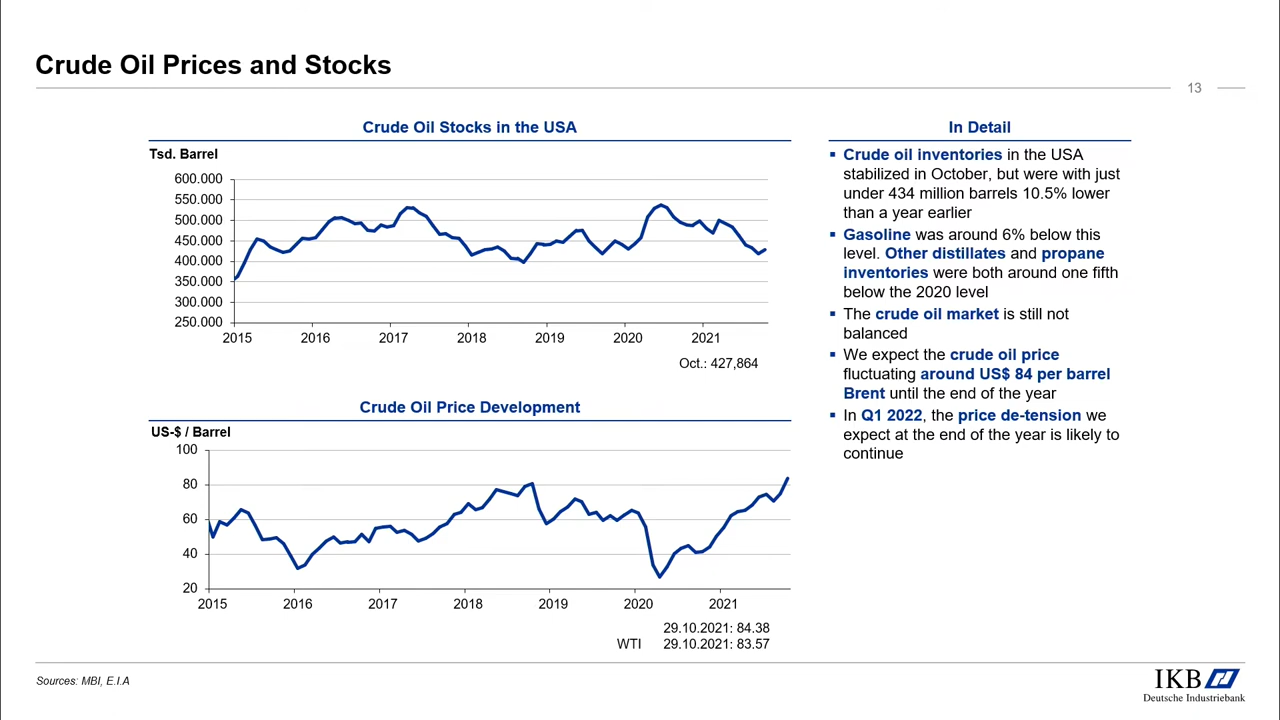 Crude Oil Prices and Stocks
13
Crude Oil Stocks in the USA
Tsd. Barrel
600.000
550.000
500.000
450.000
400.000
350.000
300.000
250.000
2015 2016 2017 2018 2019 2020 2021
Oct.: 427,864
Crude Oil Price Development
US-$ / Barrel
100
80
60
40
20
2015 2016 2017 2018 2019 2020 2021
29.10.2021: 84.38
WTI 29.10.2021: 83.57
In Detail
▪ Crude oil inventories in the USA
stabilized in October, but were with just
under 434 million barrels 10.5% lower
than a year earlier
▪ Gasoline was around 6% below this
level. Other distillates and propane
inventories were both around one fifth
below the 2020 level
▪ The crude oil market is still not
balanced
▪ We expect the crude oil price
fluctuating around US$ 84 per barrel
Brent until the end of the year
▪ In Q1 2022, the price de-tension we
expect at the end of the year is likely to
continue
Sources: MBI, E.I.A
IKB
Deutsche Industriebank